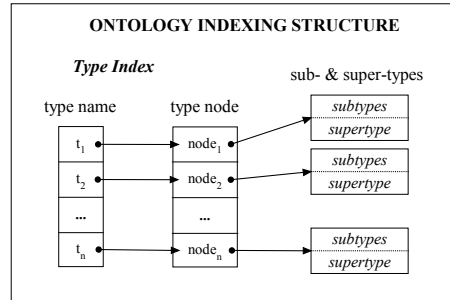 ONTOLOGY INDEXING STRUCTURE
Type Index
sub- & super-types
type name
type node
t1
node1
subtypes
supertype
t2
node2
subtypes
supertype
...
...
tn
noden
subtypes
supertype